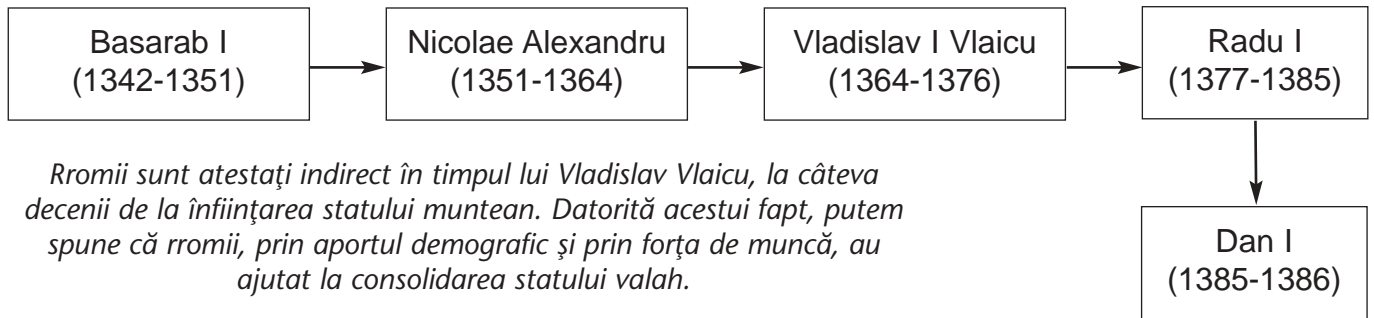 Basarab I
(1342-1351)
Nicolae Alexandru
(1351-1364)
Vladislav I Vlaicu
(1364-1376)
Radu I
(1377-1385)
Rromii sunt atestaţi indirect în timpul lui Vladislav Vlaicu, la câteva
decenii de la înfiinţarea statului muntean. Datorită acestui fapt, putem
spune că rromii, prin aportul demografic şi prin forţa de muncă, au
ajutat la consolidarea statului valah.
Dan I
(1385-1386)